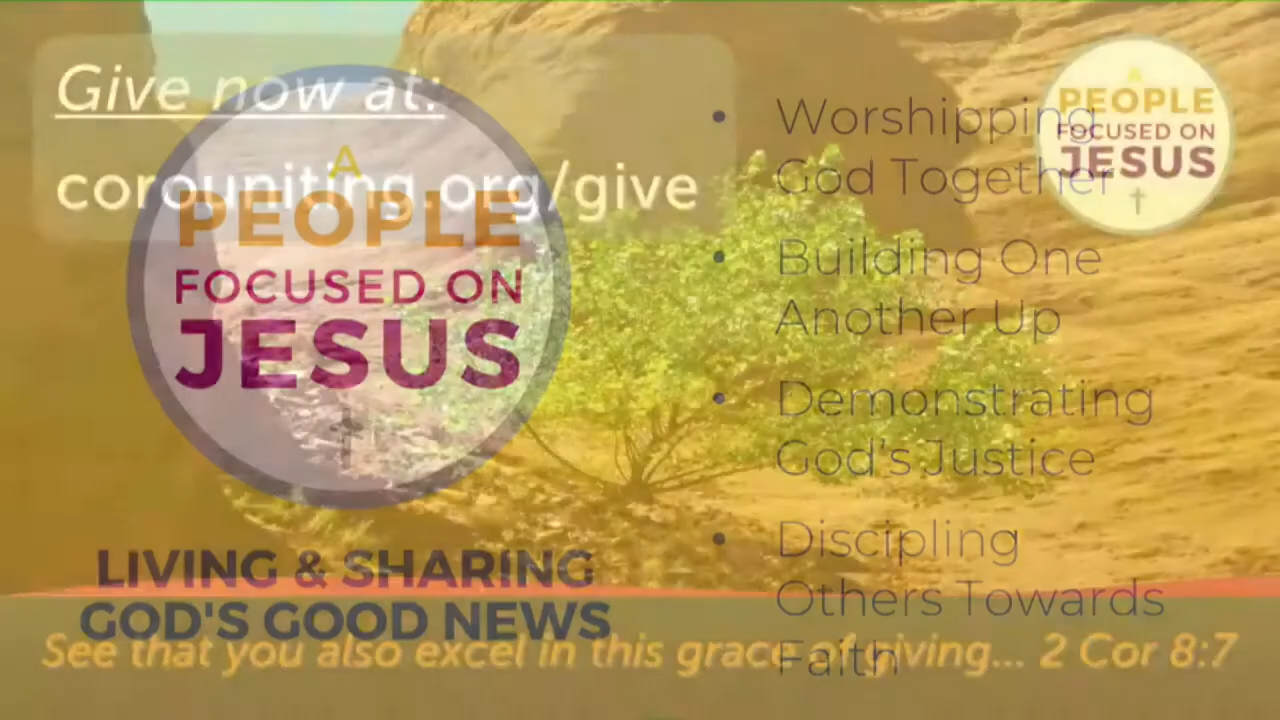 Give now at:
corouniting.org/give
A
PEOPLE
FOCUSED ON
JESUS
LIVING & SHARING
GOD'S GOOD NEWS
• Worshipping
God Together
• Building One
Another Up
• Demonstrating
God's Justice
• Discipling
Others Towards
Faith
A
PEOPLE
FOCUSED ON
JESUS
See that you also excel in this grace of giving... 2 Cor 8:7